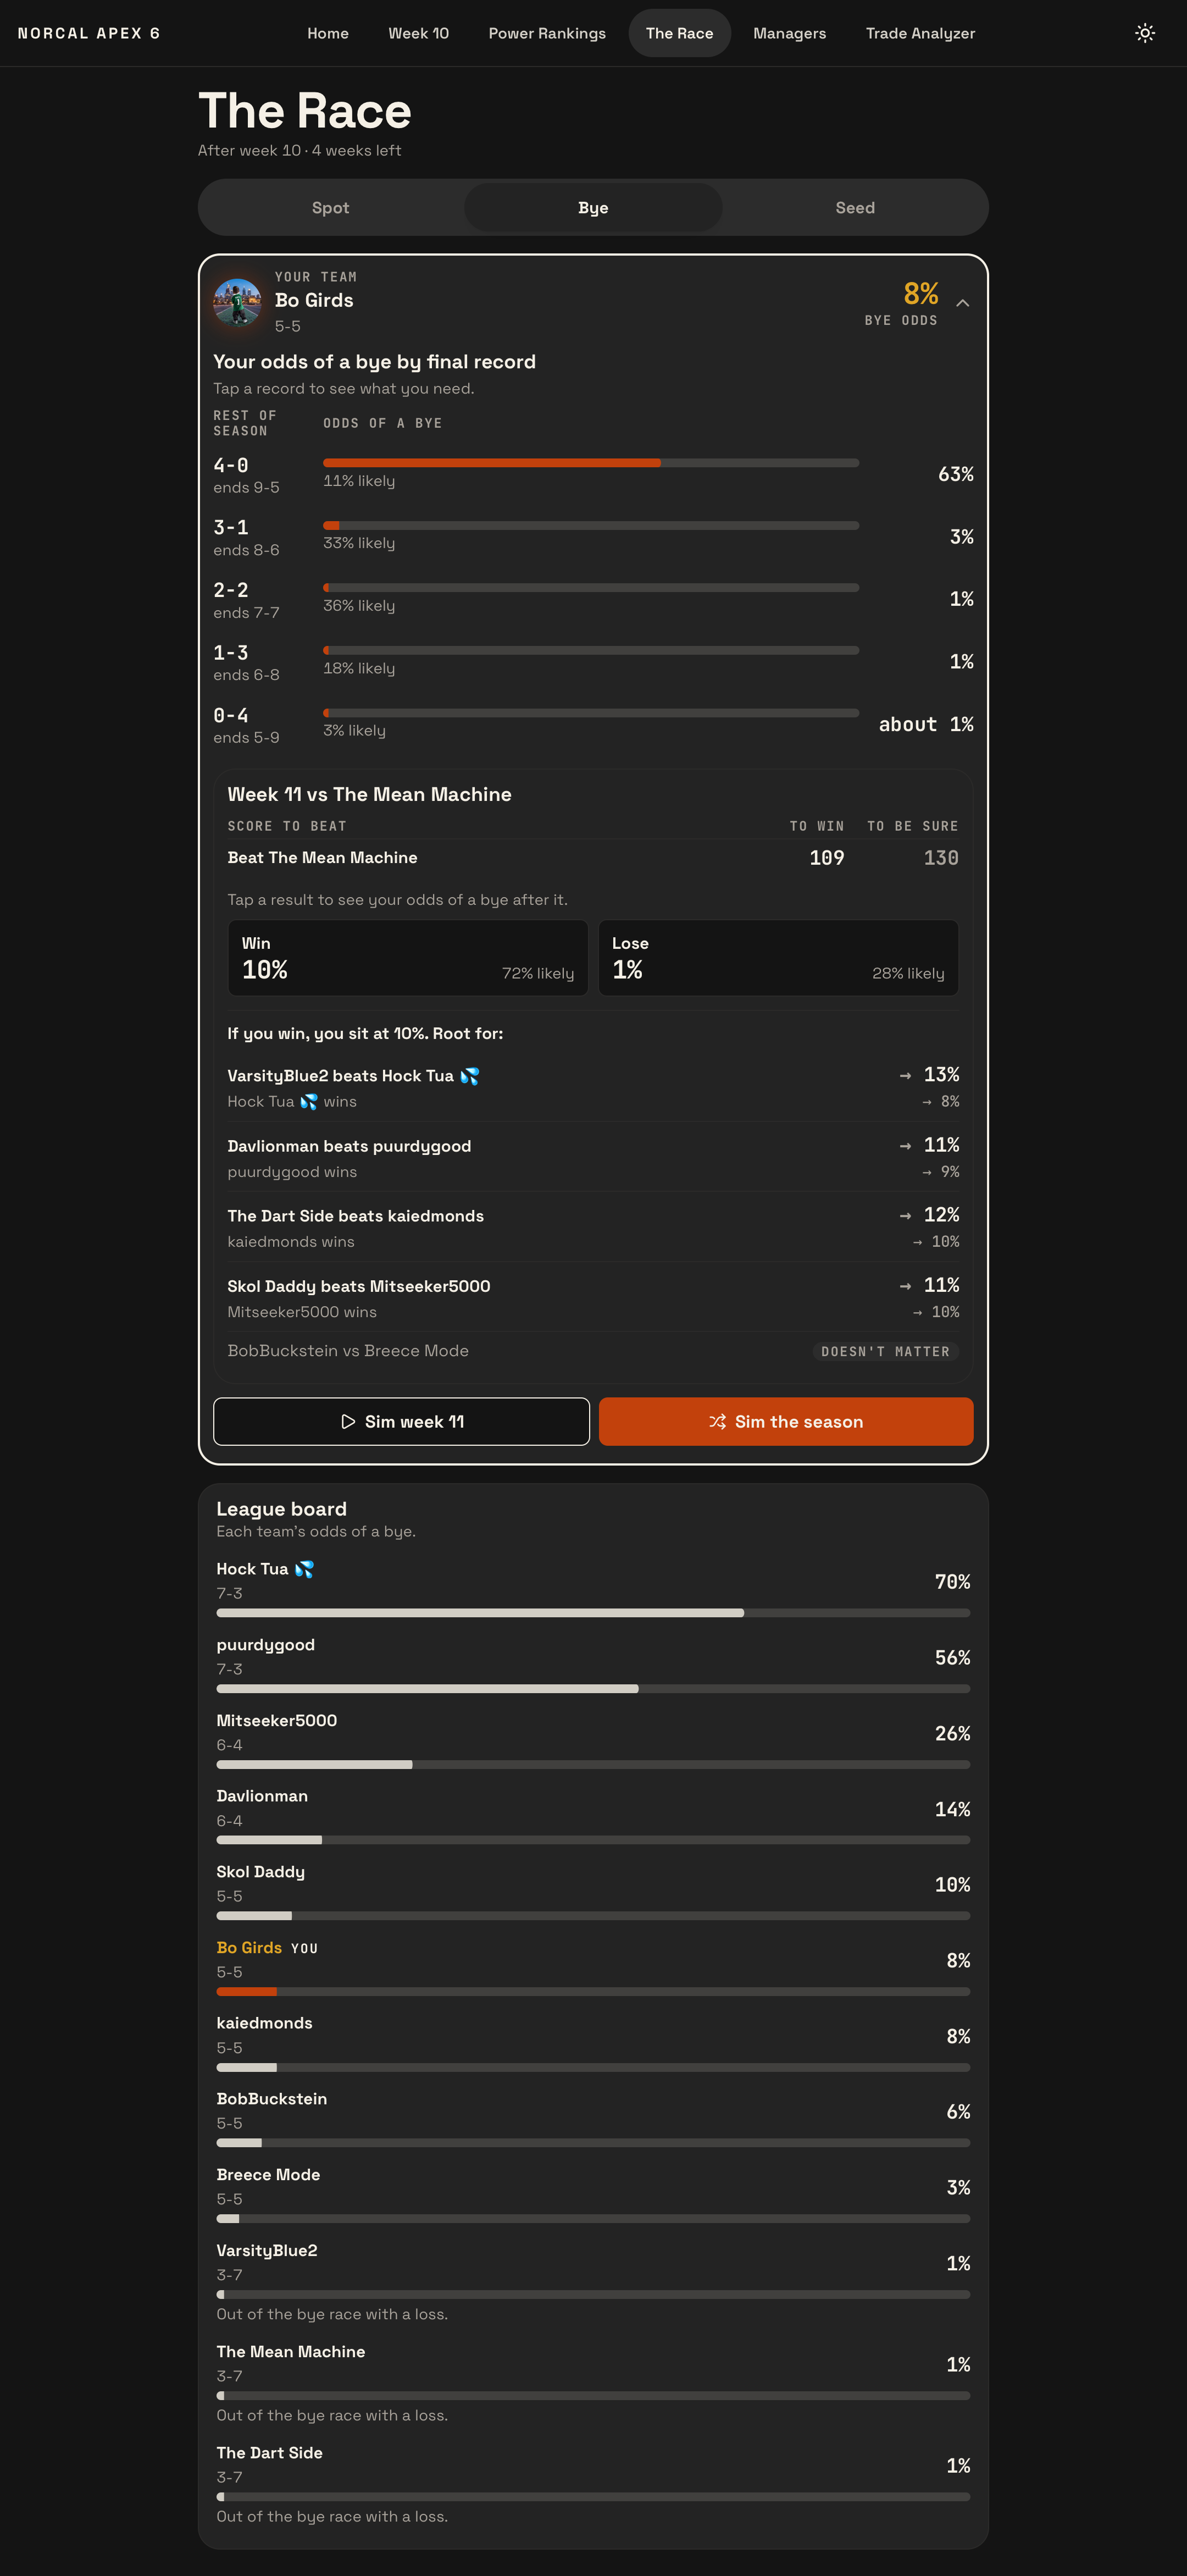 NORCAL APEX 6
Home
Week 10
Power Rankings
The Race
Managers
Trade Analyzer
The Race
After week 10 · 4 weeks left
Spot
Bye
Seed
YOUR TEAM
Bo Girds
5-5
8%
BYE ODDS
Your odds of a bye by final record
Tap a record to see what you need.
REST OF
SEASON
ODDS OF A BYE
4-0
ends 9-5
11% likely
63%
3-1
ends 8-6
33% likely
3%
2-2
ends 7-7
36% likely
1%
1-3
ends 6-8
18% likely
1%
0-4
ends 5-9
3% likely
about 1%
Week 11 vs The Mean Machine
SCORE TO BEAT
TO WIN
TO BE SURE
Beat The Mean Machine
109
130
Tap a result to see your odds of a bye after it.
Win
10%
72% likely
Lose
1%
28% likely
If you win, you sit at 10%. Root for:
VarsityBlue2 beats Hock Tua 💦
→ 13%
Hock Tua 💦 wins
→ 8%
Davlionman beats puurdygood
→ 11%
puurdygood wins
→ 9%
The Dart Side beats kaiedmonds
→ 12%
kaiedmonds wins
→ 10%
Skol Daddy beats Mitseeker5000
→ 11%
Mitseeker5000 wins
→ 10%
BobBuckstein vs Breece Mode
DOESN'T MATTER
Sim week 11
Sim the season
League board
Each team's odds of a bye.
Hock Tua 💦
7-3
70%
puurdygood
7-3
56%
Mitseeker5000
6-4
26%
Davlionman
6-4
14%
Skol Daddy
5-5
10%
Bo Girds YOU
5-5
8%
kaiedmonds
5-5
8%
BobBuckstein
5-5
6%
Breece Mode
5-5
3%
VarsityBlue2
3-7
1%
Out of the bye race with a loss.
The Mean Machine
3-7
1%
Out of the bye race with a loss.
The Dart Side
3-7
1%
Out of the bye race with a loss.